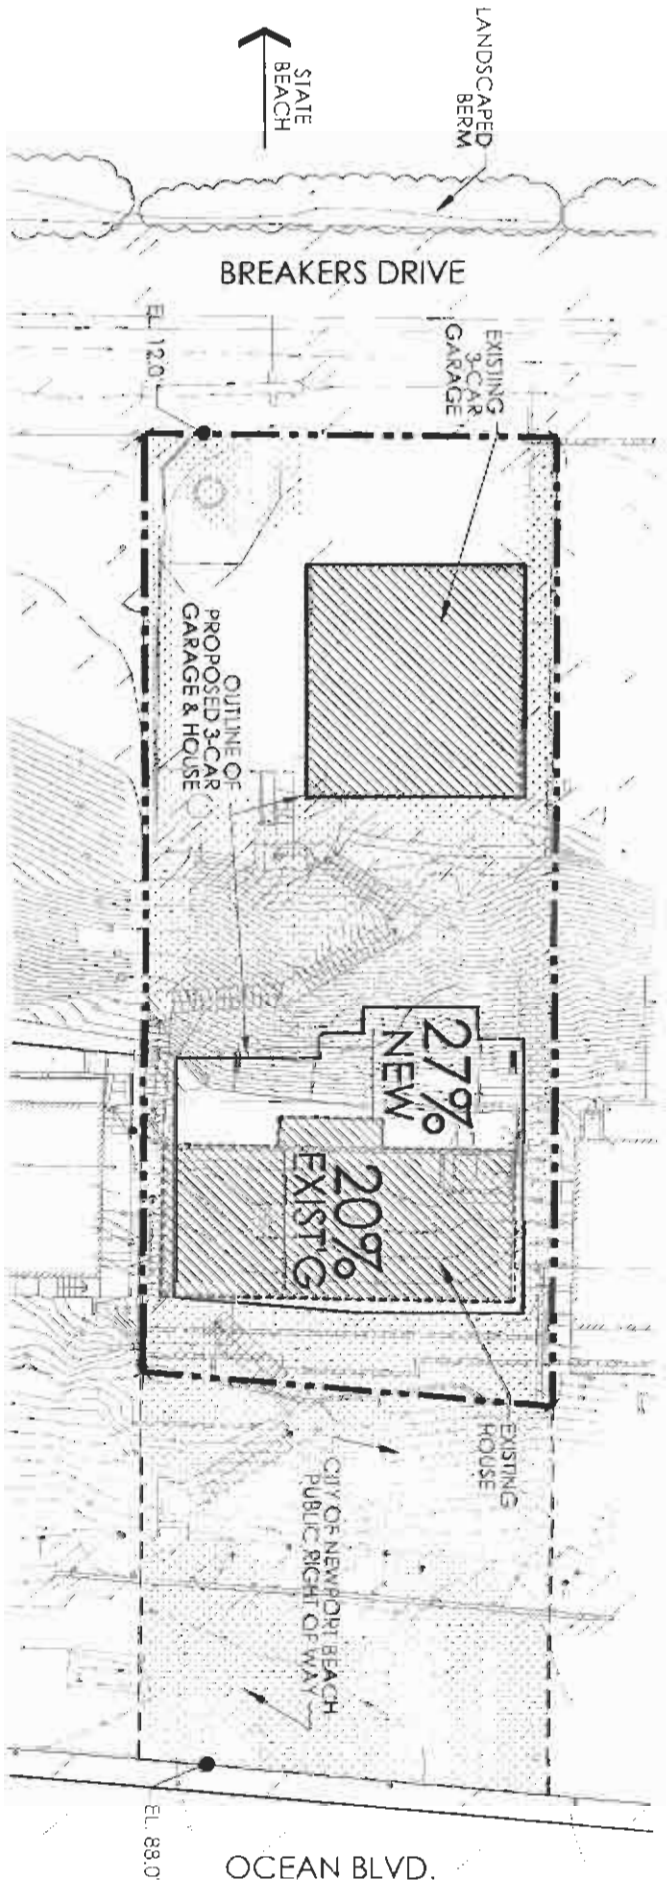 LANDSCAPED
BERM
STATE
BEACH
BREAKERS DRIVE
EL. 12.0'
EXISTING
3-CAR
GARAGE
OUTLINE OF
PROPOSED 3-CAR
GARAGE & HOUSE
27%
NEW
20%
EXIST'G
EXISTING
HOUSE
CITY OF NEWPORT BEACH
PUBLIC RIGHT OF WAY
EL. 88.0'
OCEAN BLVD.